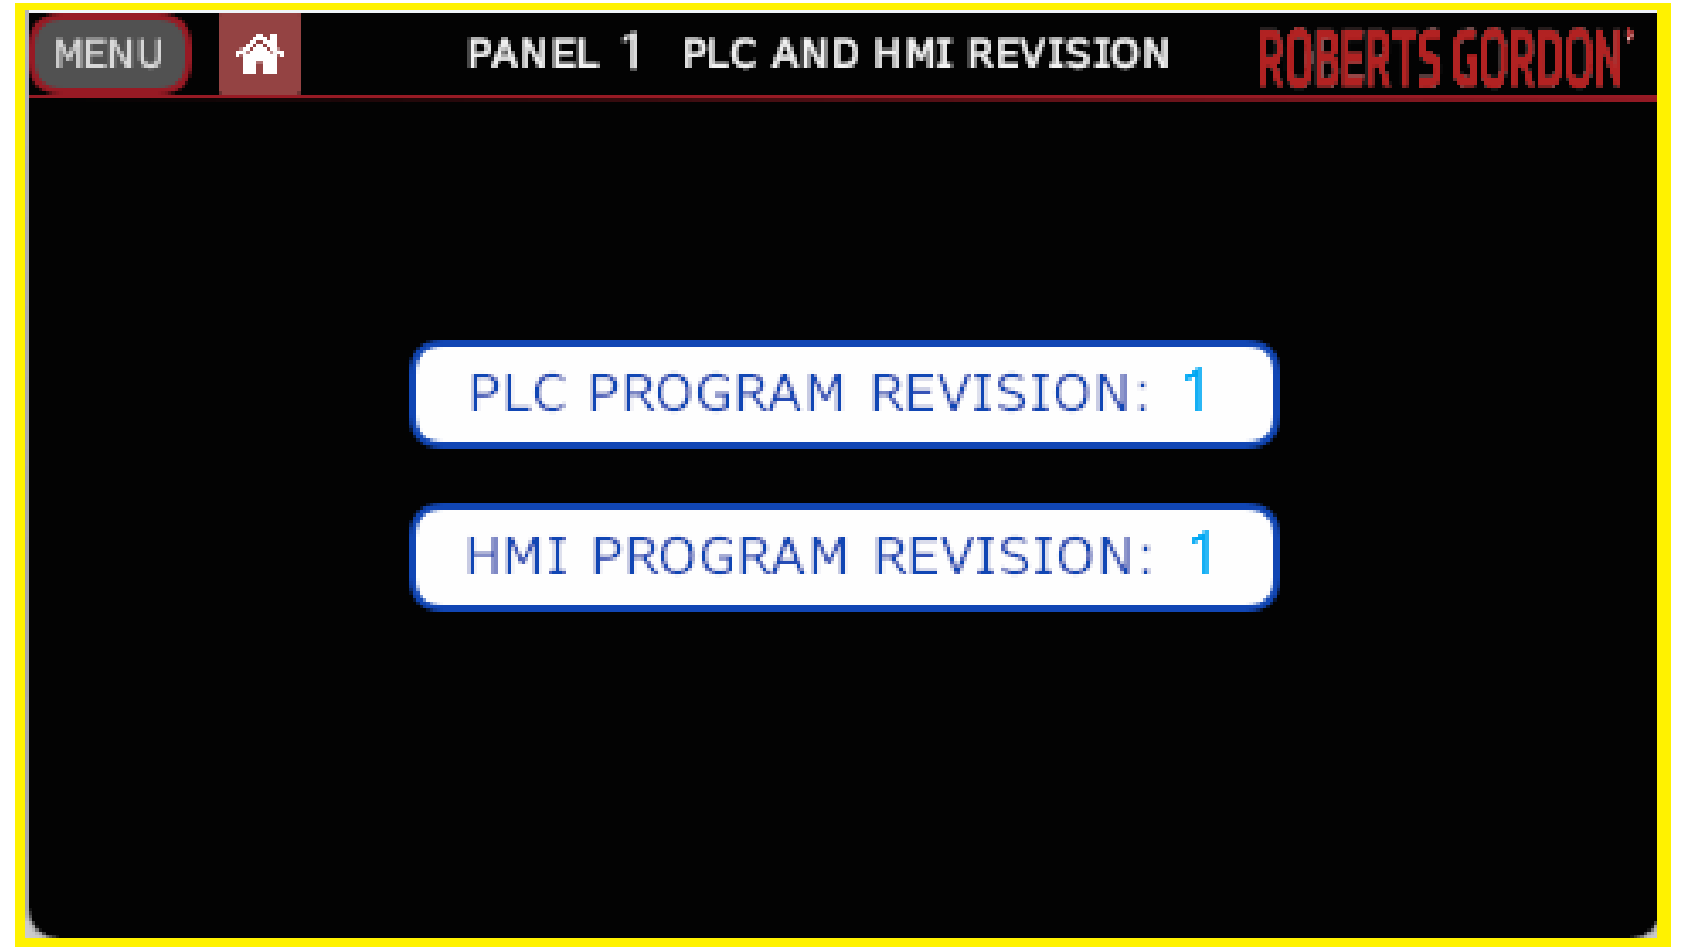 MENU PANEL 1 PLC AND HMI REVISION ROBERTS GORDON®
PLC PROGRAM REVISION: 1
HMI PROGRAM REVISION: 1